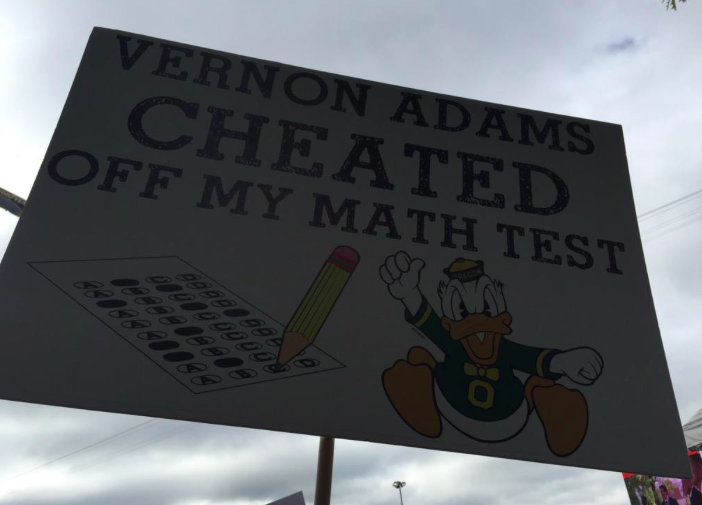 VERNON ADAMS
CHEATED
OFF MY MATH TEST
O